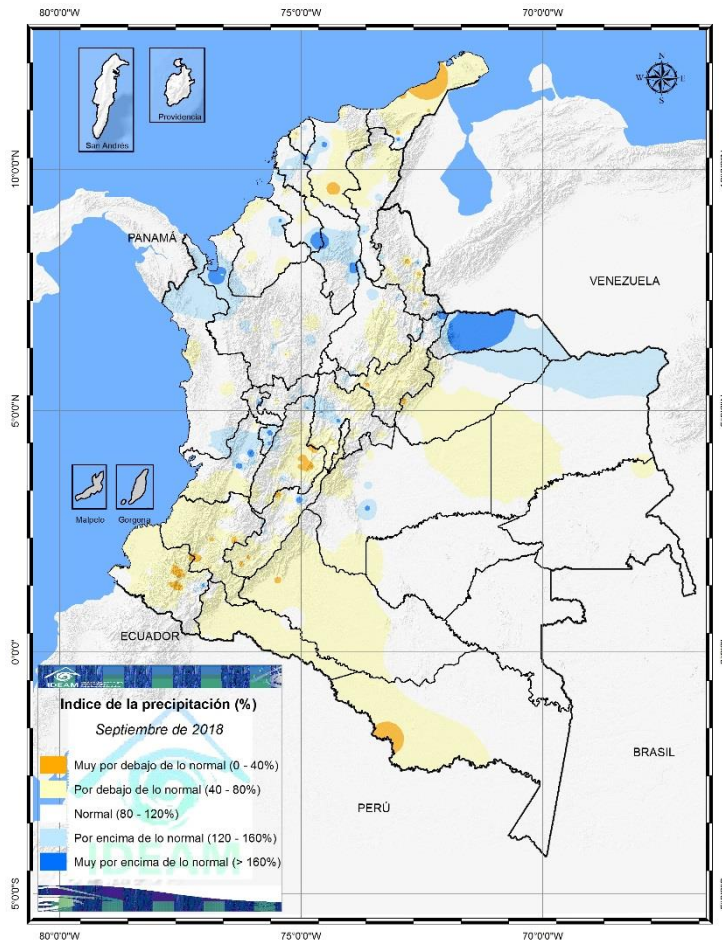 80°0'0"W 75°0'0"W 70°0'0"W
San Andrés
Providencia
10°0'0"N
PANAMÁ
VENEZUELA
5°0'0"N
Malpelo
Gorgona
ECUADOR
0°0'0"
IDEAM
Indice de la precipitación (%)
Septiembre de 2018
Muy por debajo de lo normal (0 - 40%)
Por debajo de lo normal (40 - 80%)
Normal (80 - 120%)
Por encima de lo normal (120 - 160%)
Muy por encima de lo normal (> 160%)
IDEAM
BRASIL
PERÚ
5°0'0"S
80°0'0"W 75°0'0"W 70°0'0"W